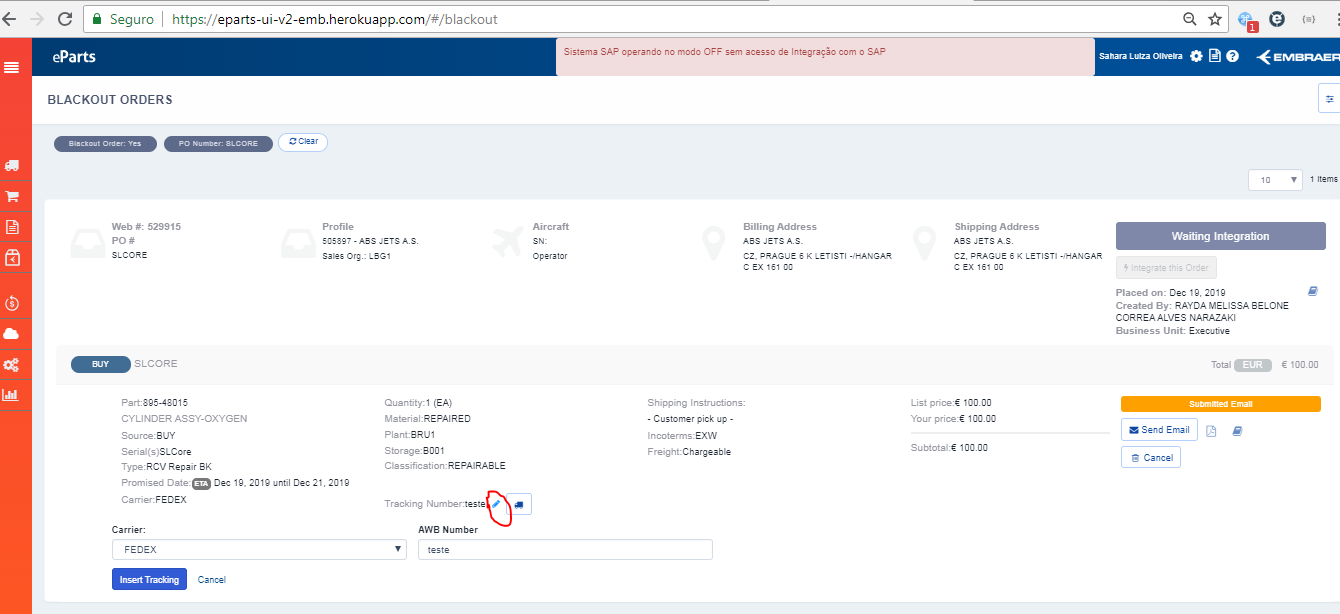 Seguro https://eparts-ui-v2-emb.herokuapp.com/#/blackout
1
eParts
Sistema SAP operando no modo OFF sem acesso de Integração com o SAP
Sahara Luiza Oliveira
EMBRAER
BLACKOUT ORDERS
Blackout Order: Yes
PO Number: SLCORE
Clear
10
1 Items
Web #: 529915
PO #
SLCORE
Profile
505897 - ABS JETS A.S.
Sales Org.: LBG1
Aircraft
SN:
Operator
Billing Address
ABS JETS A.S.
CZ, PRAGUE 6 K LETISTI -/HANGAR
C EX 161 00
Shipping Address
ABS JETS A.S.
CZ, PRAGUE 6 K LETISTI -/HANGAR
C EX 161 00
Waiting Integration
Integrate this Order
Placed on: Dec 19, 2019
Created By: RAYDA MELISSA BELONE
CORREA ALVES NARAZAKI
Business Unit: Executive
BUY SLCORE
Total EUR € 100.00
Part:895-48015
CYLINDER ASSY-OXYGEN
Source:BUY
Serial(s)SLCore
Type:RCV Repair BK
Promised Date: ETA Dec 19, 2019 until Dec 21, 2019
Carrier:FEDEX
Quantity:1 (EA)
Material:REPAIRED
Plant:BRU1
Storage:B001
Classification:REPAIRABLE
Tracking Number:teste
Shipping Instructions:
- Customer pick up -
Incoterms:EXW
Freight:Chargeable
List price:€ 100.00
Your price:€ 100.00
Subtotal:€ 100.00
Submitted Email
Send Email
Cancel
Carrier:
FEDEX
AWB Number
teste
Insert Tracking
Cancel